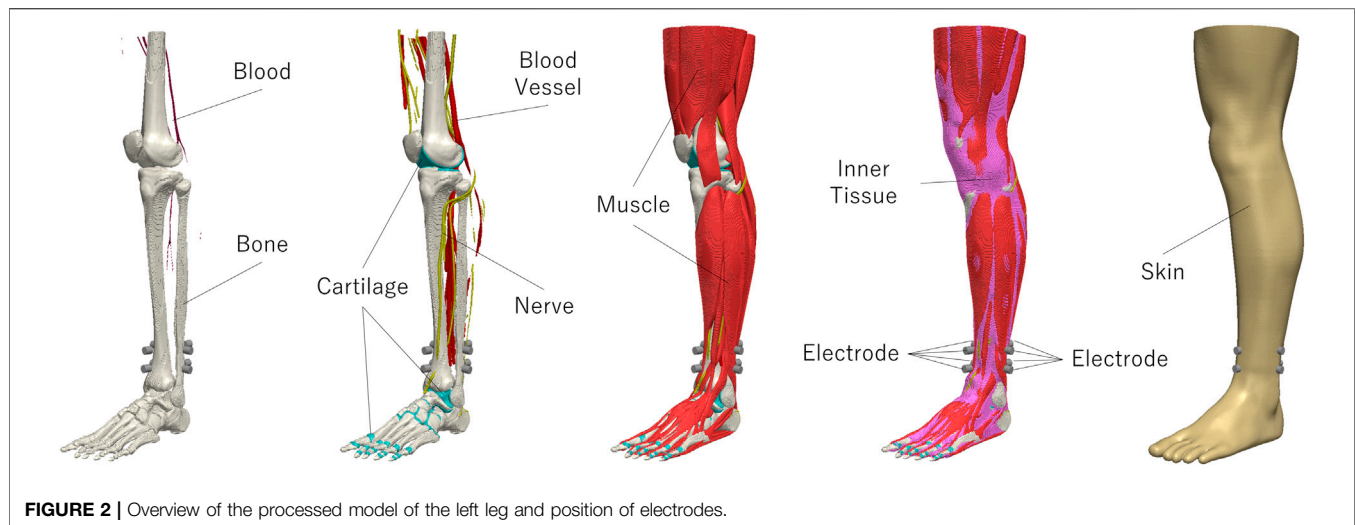 Blood
Bone
Blood
Vessel
Cartilage
Nerve
Muscle
Inner
Tissue
Electrode
Electrode
Skin
FIGURE 2 | Overview of the processed model of the left leg and position of electrodes.